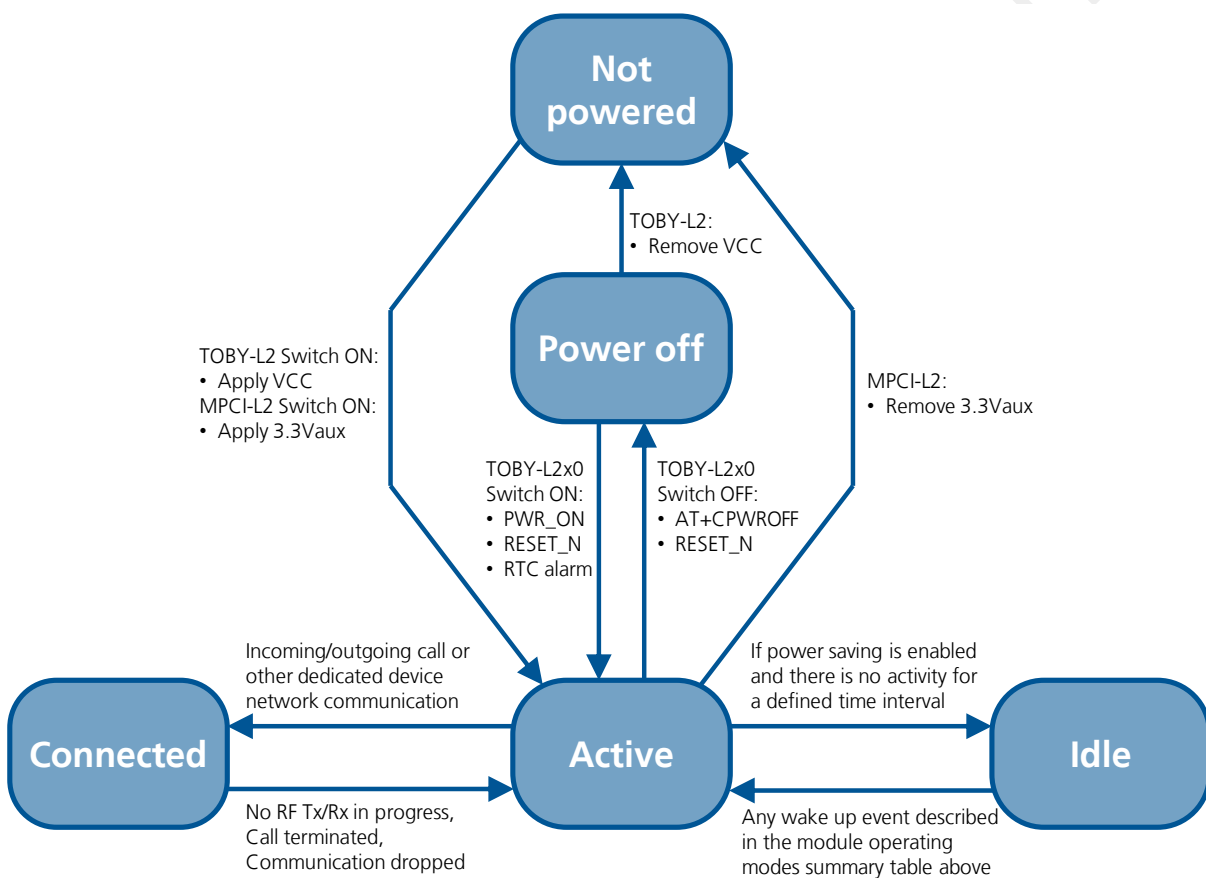 Not
powered
TOBY-L2:
• Remove VCC
Power off
TOBY-L2 Switch ON:
• Apply VCC
MPCI-L2 Switch ON:
• Apply 3.3Vaux
MPCI-L2:
• Remove 3.3Vaux
TOBY-L2x0
Switch ON:
• PWR_ON
• RESET_N
• RTC alarm
TOBY-L2x0
Switch OFF:
• AT+CPWROFF
• RESET_N
Incoming/outgoing call or
other dedicated device
network communication
If power saving is enabled
and there is no activity for
a defined time interval
Connected
Active
Idle
No RF Tx/Rx in progress,
Call terminated,
Communication dropped
Any wake up event described
in the module operating
modes summary table above